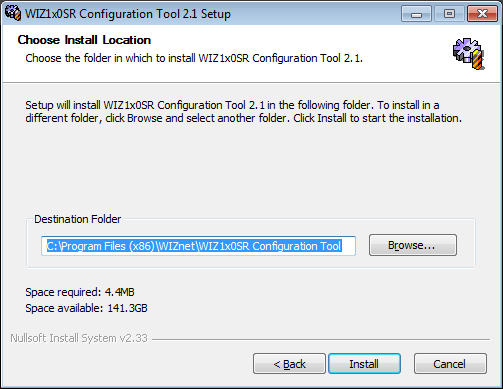 WIZ1x0SR Configuration Tool 2.1 Setup
Choose Install Location
Choose the folder in which to install WIZ1x0SR Configuration Tool 2.1.
Setup will install WIZ1x0SR Configuration Tool 2.1 in the following folder. To install in a
different folder, click Browse and select another folder. Click Install to start the installation.
Destination Folder
C:\Program Files (x86)\WIZnet\WIZ1x0SR Configuration Tool
Browse...
Space required: 4.4MB
Space available: 141.3GB
Nullsoft Install System v2.33
< Back
Install
Cancel